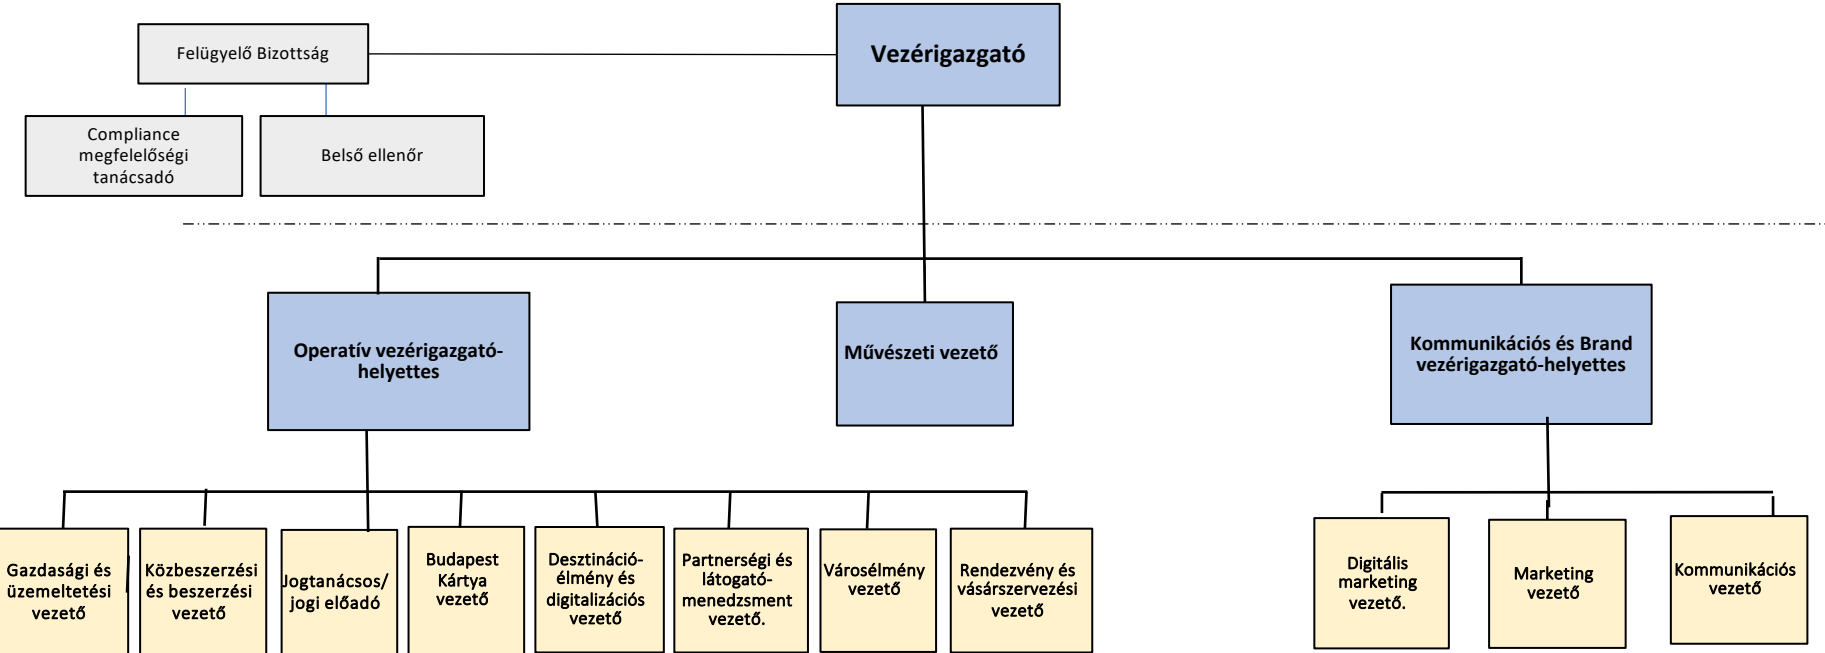 Felügyelő Bizottság
Vezérigazgató
Compliance
megfelelőségi
tanácsadó
Belső ellenőr
Operatív vezérigazgató-
helyettes
Művészeti vezető
Kommunikációs és Brand
vezérigazgató-helyettes
Gazdasági és
üzemeltetési
vezető
Közbeszerzési
és beszerzési
vezető
Jogtanácsos/
jogi előadó
Budapest
Kártya
vezető
Desztináció-
élmény és
digitalizációs
vezető
Partnerségi és
látogató-
menedzsment
vezető.
Városélmény
vezető
Rendezvény és
vásárszervezési
vezető
Digitális
marketing
vezető.
Marketing
vezető
Kommunikációs
vezető